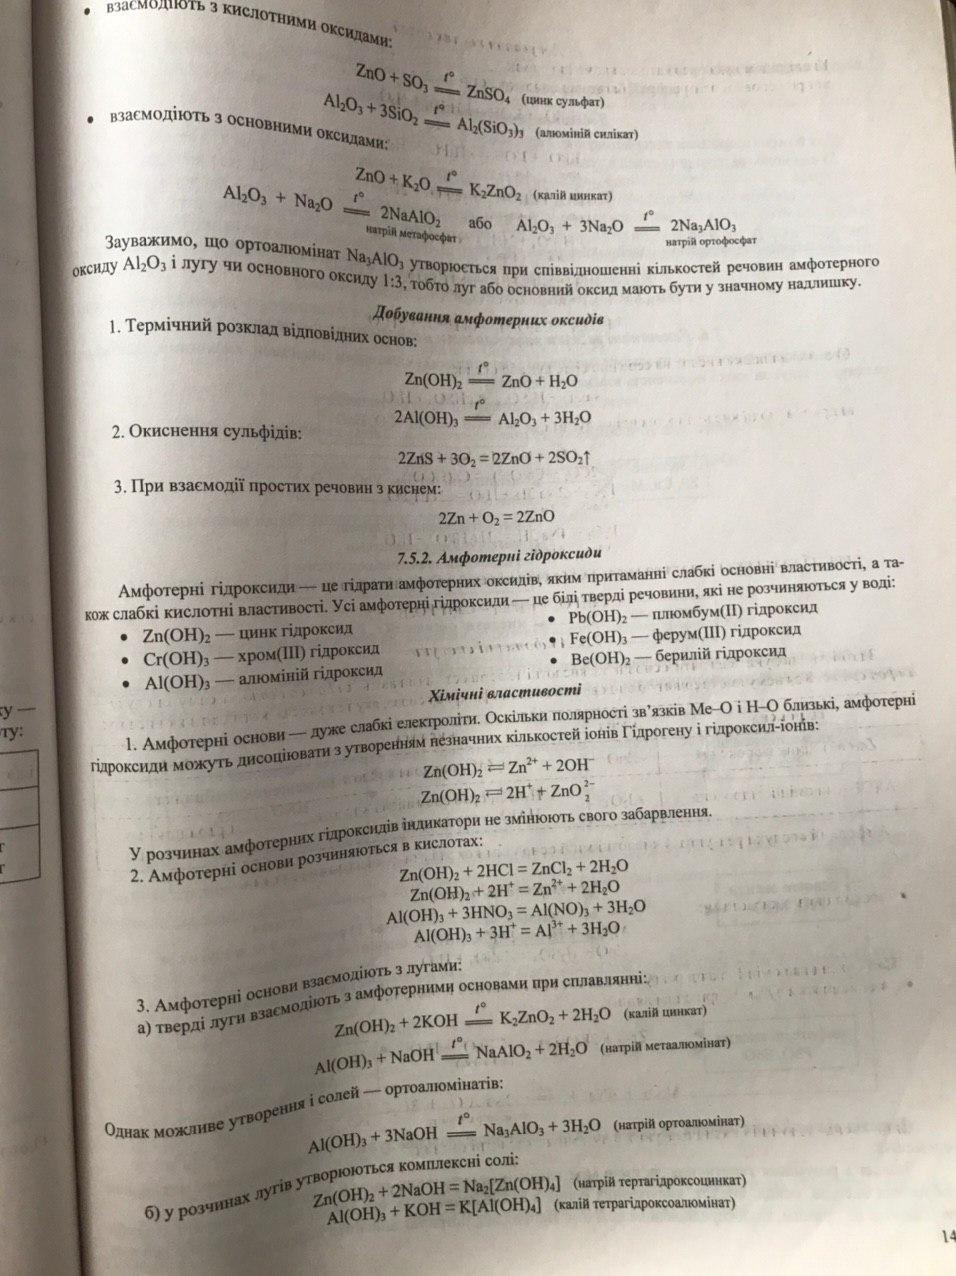 • взаємодіють з кислотними оксидами:
ZnO + SO₃ =t°= ZnSO₄ (цинк сульфат)
Al₂O₃ + 3SiO₂ =t°= Al₂(SiO₃)₃ (алюміній силікат)
• взаємодіють з основними оксидами:
ZnO + K₂O =t°= K₂ZnO₂ (калій цинкат)
Al₂O₃ + Na₂O =t°= 2NaAlO₂ або Al₂O₃ + 3Na₂O =t°= 2Na₃AlO₃
натрій метафосфат натрій ортофосфат
Зауважимо, що ортоалюмінат Na₃AlO₃ утворюється при співвідношенні кількостей речовин амфотерного
оксиду Al₂O₃ і лугу чи основного оксиду 1:3, тобто луг або основний оксид мають бути у значному надлишку.
Добування амфотерних оксидів
1. Термічний розклад відповідних основ:
Zn(OH)₂ =t°= ZnO + H₂O
2Al(OH)₃ =t°= Al₂O₃ + 3H₂O
2. Окиснення сульфідів:
2ZnS + 3O₂ = 2ZnO + 2SO₂↑
3. При взаємодії простих речовин з киснем:
2Zn + O₂ = 2ZnO
7.5.2. Амфотерні гідроксиди
Амфотерні гідроксиди — це гідрати амфотерних оксидів, яким притаманні слабкі основні властивості, а та-
кож слабкі кислотні властивості. Усі амфотерні гідроксиди — це білі тверді речовини, які не розчиняються у воді:
• Zn(OH)₂ — цинк гідроксид
• Cr(OH)₃ — хром(III) гідроксид
• Al(OH)₃ — алюміній гідроксид
• Pb(OH)₂ — плюмбум(II) гідроксид
• Fe(OH)₃ — ферум(III) гідроксид
• Be(OH)₂ — берилій гідроксид
Хімічні властивості
1. Амфотерні основи — дуже слабкі електроліти. Оскільки полярності зв’язків Me–O і H–O близькі, амфотерні
гідроксиди можуть дисоціювати з утворенням незначних кількостей іонів Гідрогену і гідроксил-іонів:
Zn(OH)₂ ⇌ Zn²⁺ + 2OH⁻
Zn(OH)₂ ⇌ 2H⁺ + ZnO₂²⁻
У розчинах амфотерних гідроксидів індикатори не змінюють свого забарвлення.
2. Амфотерні основи розчиняються в кислотах:
Zn(OH)₂ + 2HCl = ZnCl₂ + 2H₂O
Zn(OH)₂ + 2H⁺ = Zn²⁺ + 2H₂O
Al(OH)₃ + 3HNO₃ = Al(NO)₃ + 3H₂O
Al(OH)₃ + 3H⁺ = Al³⁺ + 3H₂O
3. Амфотерні основи взаємодіють з лугами:
а) тверді луги взаємодіють з амфотерними основами при сплавлянні:
Zn(OH)₂ + 2KOH =t°= K₂ZnO₂ + 2H₂O (калій цинкат)
Al(OH)₃ + NaOH =t°= NaAlO₂ + 2H₂O (натрій метаалюмінат)
Однак можливе утворення і солей — ортоалюмінатів:
Al(OH)₃ + 3NaOH =t°= Na₃AlO₃ + 3H₂O (натрій ортоалюмінат)
б) у розчинах лугів утворюються комплексні солі:
Zn(OH)₂ + 2NaOH = Na₂[Zn(OH)₄] (натрій тертагідроксоцинкат)
Al(OH)₃ + KOH = K[Al(OH)₄] (калій тетрагідроксоалюмінат)
14